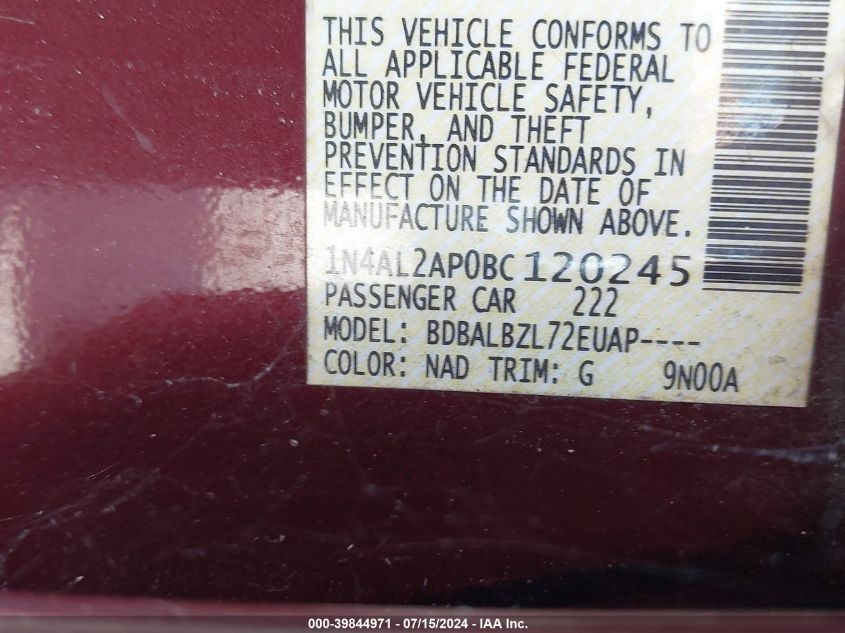 THIS VEHICLE CONFORMS TO
ALL APPLICABLE FEDERAL
MOTOR VEHICLE SAFETY,
BUMPER, AND THEFT
PREVENTION STANDARDS IN
EFFECT ON THE DATE OF
MANUFACTURE SHOWN ABOVE.
1N4AL2AP0BC120245
PASSENGER CAR 222
MODEL: BDBALBZL72EUAP----
COLOR: NAD TRIM: G 9N00A
000-39844971 - 07/15/2024 - IAA Inc.